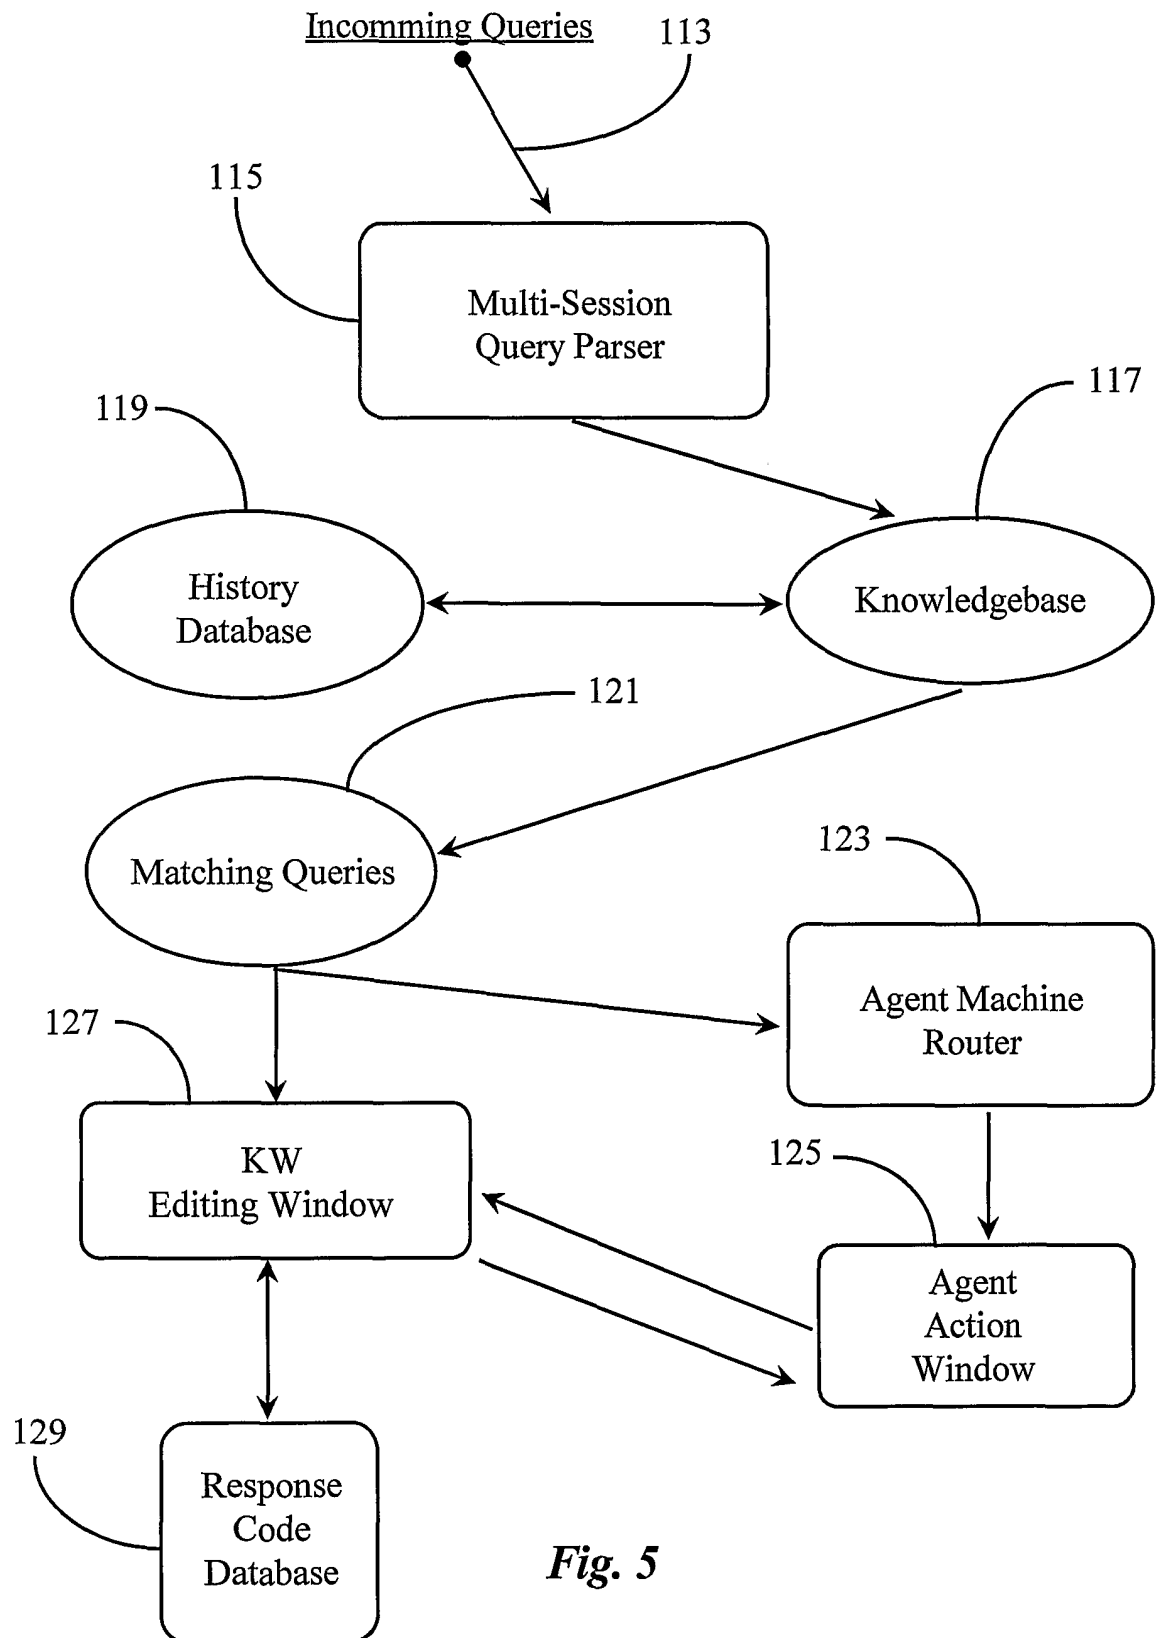 Incomming Queries
113
115
Multi-Session
Query Parser
117
119
History
Database
Knowledgebase
121
Matching Queries
123
Agent Machine
Router
127
KW
Editing Window
125
Agent
Action
Window
129
Response
Code
Database
Fig. 5